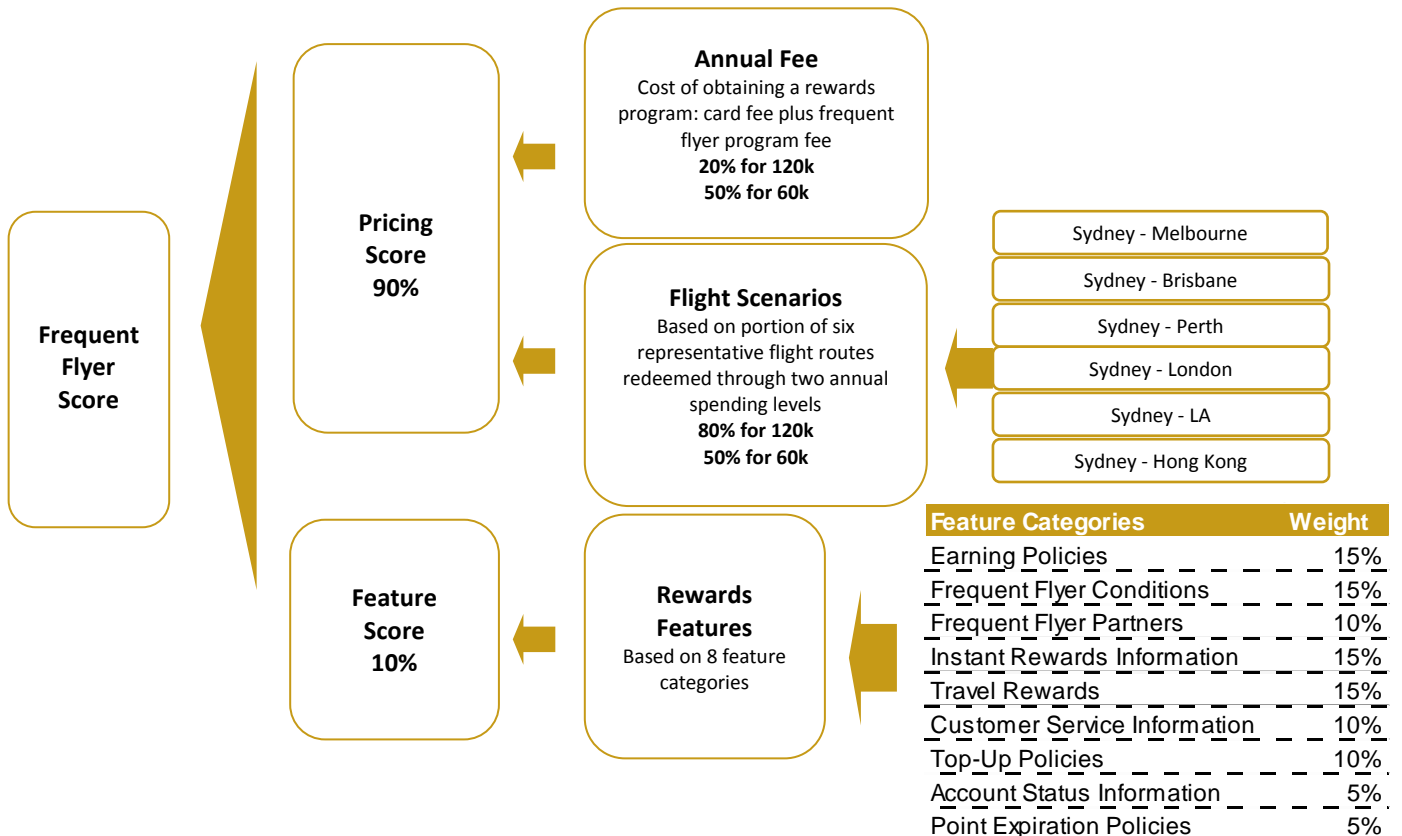 Frequent
Flyer
Score
Pricing
Score
90%
Feature
Score
10%
Annual Fee
Cost of obtaining a rewards
program: card fee plus frequent
flyer program fee
20% for 120k
50% for 60k
Flight Scenarios
Based on portion of six
representative flight routes
redeemed through two annual
spending levels
80% for 120k
50% for 60k
Rewards
Features
Based on 8 feature
categories
Sydney - Melbourne
Sydney - Brisbane
Sydney - Perth
Sydney - London
Sydney - LA
Sydney - Hong Kong
Feature Categories Weight
Earning Policies 15%
Frequent Flyer Conditions 15%
Frequent Flyer Partners 10%
Instant Rewards Information 15%
Travel Rewards 15%
Customer Service Information 10%
Top-Up Policies 10%
Account Status Information 5%
Point Expiration Policies 5%